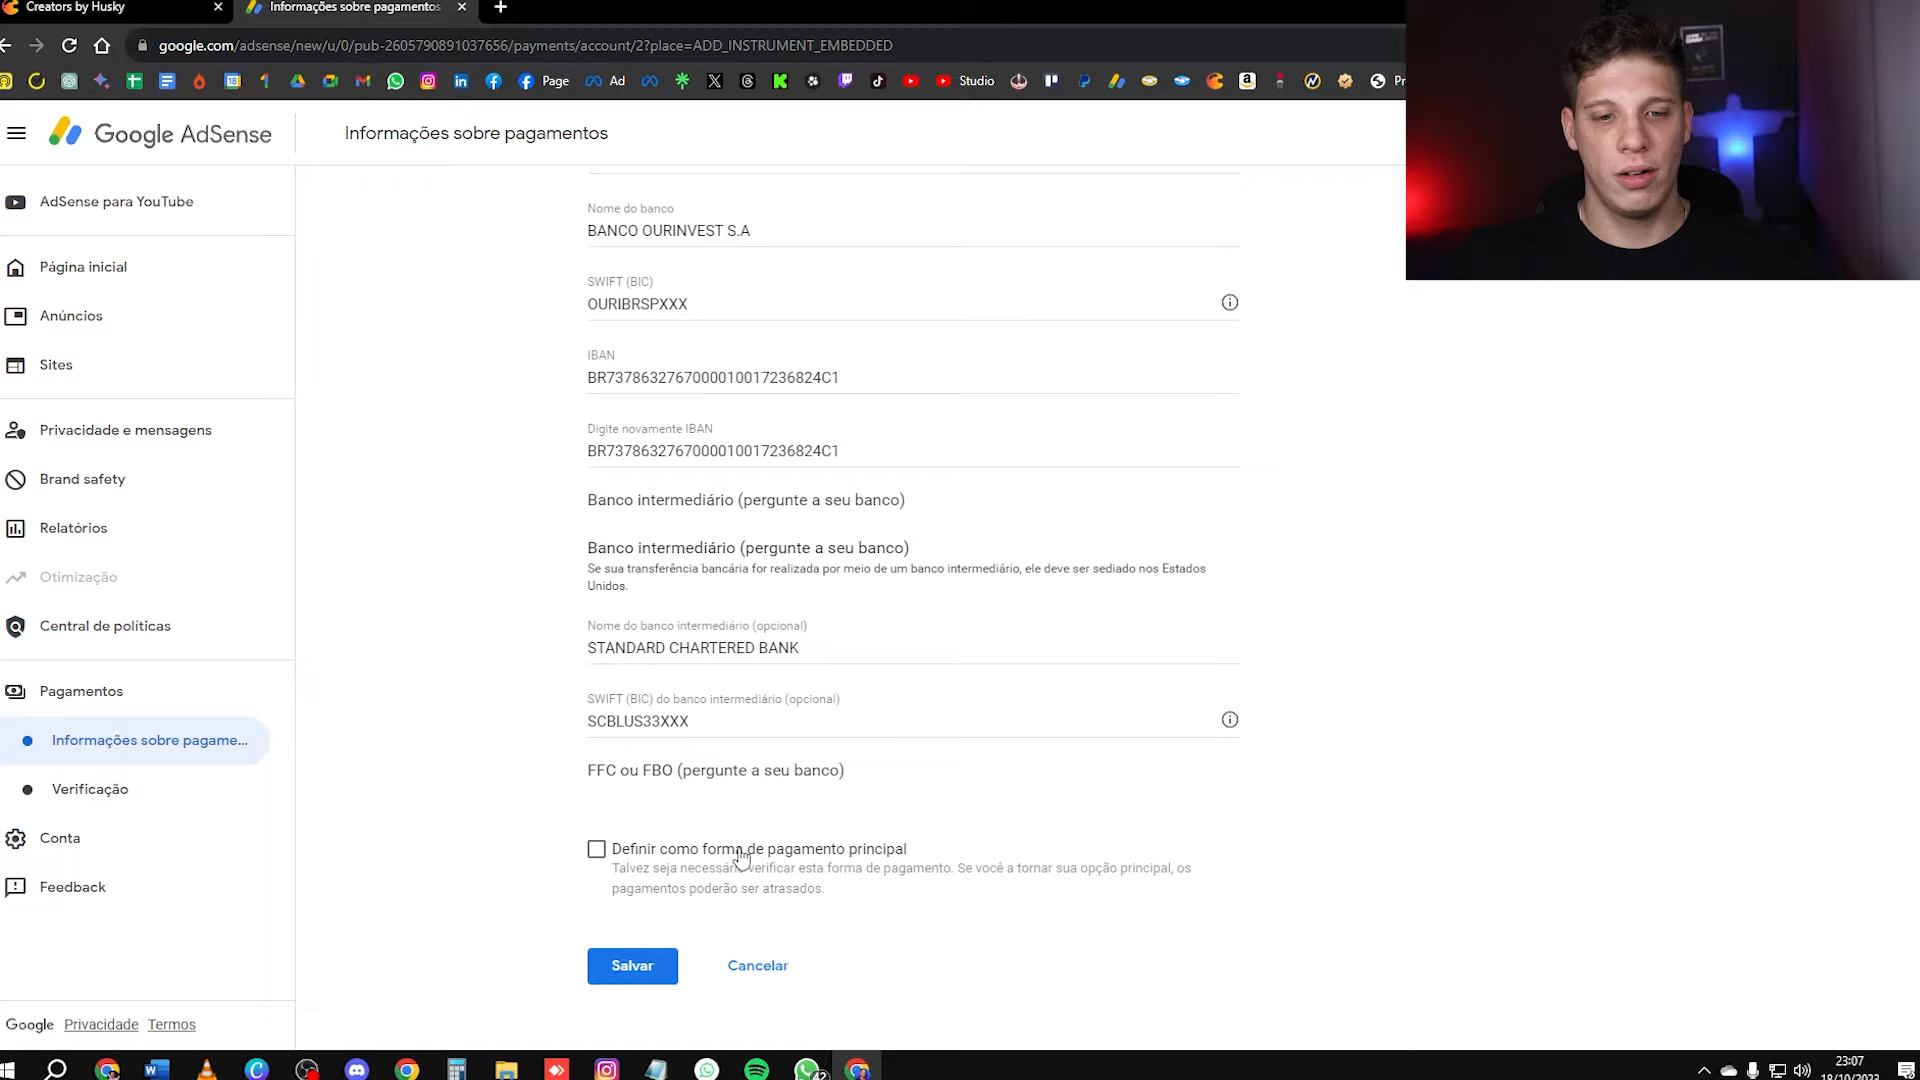 Creators by Husky
Informações sobre pagamentos
google.com/adsense/new/u/0/pub-2605790891037656/payments/account/2?place=ADD_INSTRUMENT_EMBEDDED
Page
Ad
Studio
Google AdSense
Informações sobre pagamentos
AdSense para YouTube
Página inicial
Anúncios
Sites
Privacidade e mensagens
Brand safety
Relatórios
Otimização
Central de políticas
Pagamentos
Informações sobre pagame...
Verificação
Conta
Feedback
Google Privacidade Termos
Nome do banco
BANCO OURINVEST S.A
SWIFT (BIC)
OURIBRSPXXX
IBAN
BR7378632767000010017236824C1
Digite novamente IBAN
BR7378632767000010017236824C1
Banco intermediário (pergunte a seu banco)
Banco intermediário (pergunte a seu banco)
Se sua transferência bancária for realizada por meio de um banco intermediário, ele deve ser sediado nos Estados
Unidos.
Nome do banco intermediário (opcional)
STANDARD CHARTERED BANK
SWIFT (BIC) do banco intermediário (opcional)
SCBLUS33XXX
FFC ou FBO (pergunte a seu banco)
Definir como forma de pagamento principal
Talvez seja necessário verificar esta forma de pagamento. Se você a tornar sua opção principal, os
pagamentos poderão ser atrasados.
Salvar
Cancelar
23:07
18/10/2023